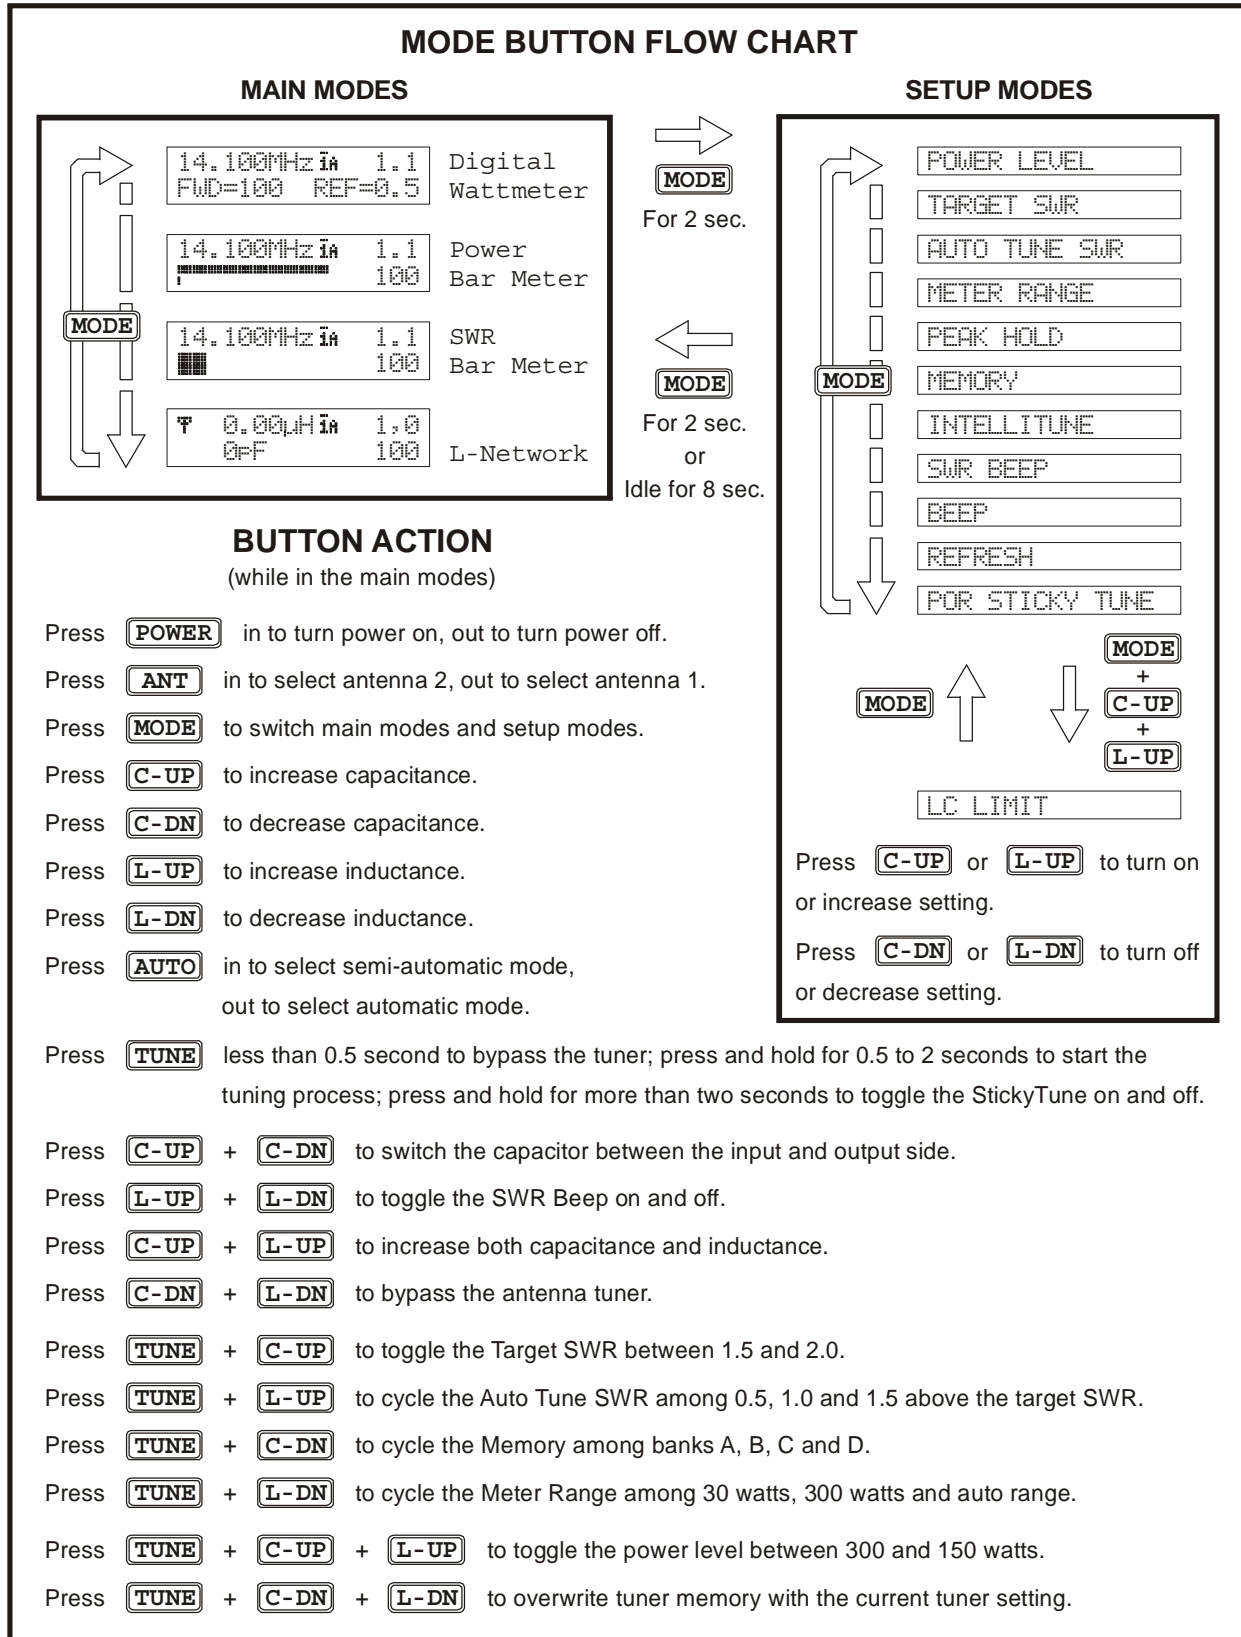 MODE BUTTON FLOW CHART
MAIN MODES
14.100MHz iA 1.1
FWD=100 REF=0.5
Digital
Wattmeter
14.100MHz iA 1.1
100
Power
Bar Meter
MODE
14.100MHz iA 1.1
100
SWR
Bar Meter
0.00µH iA 1,0
0pF 100
L-Network
MODE
For 2 sec.
MODE
For 2 sec.
or
Idle for 8 sec.
SETUP MODES
POWER LEVEL
TARGET SWR
AUTO TUNE SWR
METER RANGE
PEAK HOLD
MODE
MEMORY
INTELLITUNE
SWR BEEP
BEEP
REFRESH
POR STICKY TUNE
MODE
MODE
+
C-UP
+
L-UP
LC LIMIT
Press C-UP or L-UP to turn on
or increase setting.
Press C-DN or L-DN to turn off
or decrease setting.
BUTTON ACTION
(while in the main modes)
Press POWER in to turn power on, out to turn power off.
Press ANT in to select antenna 2, out to select antenna 1.
Press MODE to switch main modes and setup modes.
Press C-UP to increase capacitance.
Press C-DN to decrease capacitance.
Press L-UP to increase inductance.
Press L-DN to decrease inductance.
Press AUTO in to select semi-automatic mode,
out to select automatic mode.
Press TUNE less than 0.5 second to bypass the tuner; press and hold for 0.5 to 2 seconds to start the
tuning process; press and hold for more than two seconds to toggle the StickyTune on and off.
Press C-UP + C-DN to switch the capacitor between the input and output side.
Press L-UP + L-DN to toggle the SWR Beep on and off.
Press C-UP + L-UP to increase both capacitance and inductance.
Press C-DN + L-DN to bypass the antenna tuner.
Press TUNE + C-UP to toggle the Target SWR between 1.5 and 2.0.
Press TUNE + L-UP to cycle the Auto Tune SWR among 0.5, 1.0 and 1.5 above the target SWR.
Press TUNE + C-DN to cycle the Memory among banks A, B, C and D.
Press TUNE + L-DN to cycle the Meter Range among 30 watts, 300 watts and auto range.
Press TUNE + C-UP + L-UP to toggle the power level between 300 and 150 watts.
Press TUNE + C-DN + L-DN to overwrite tuner memory with the current tuner setting.